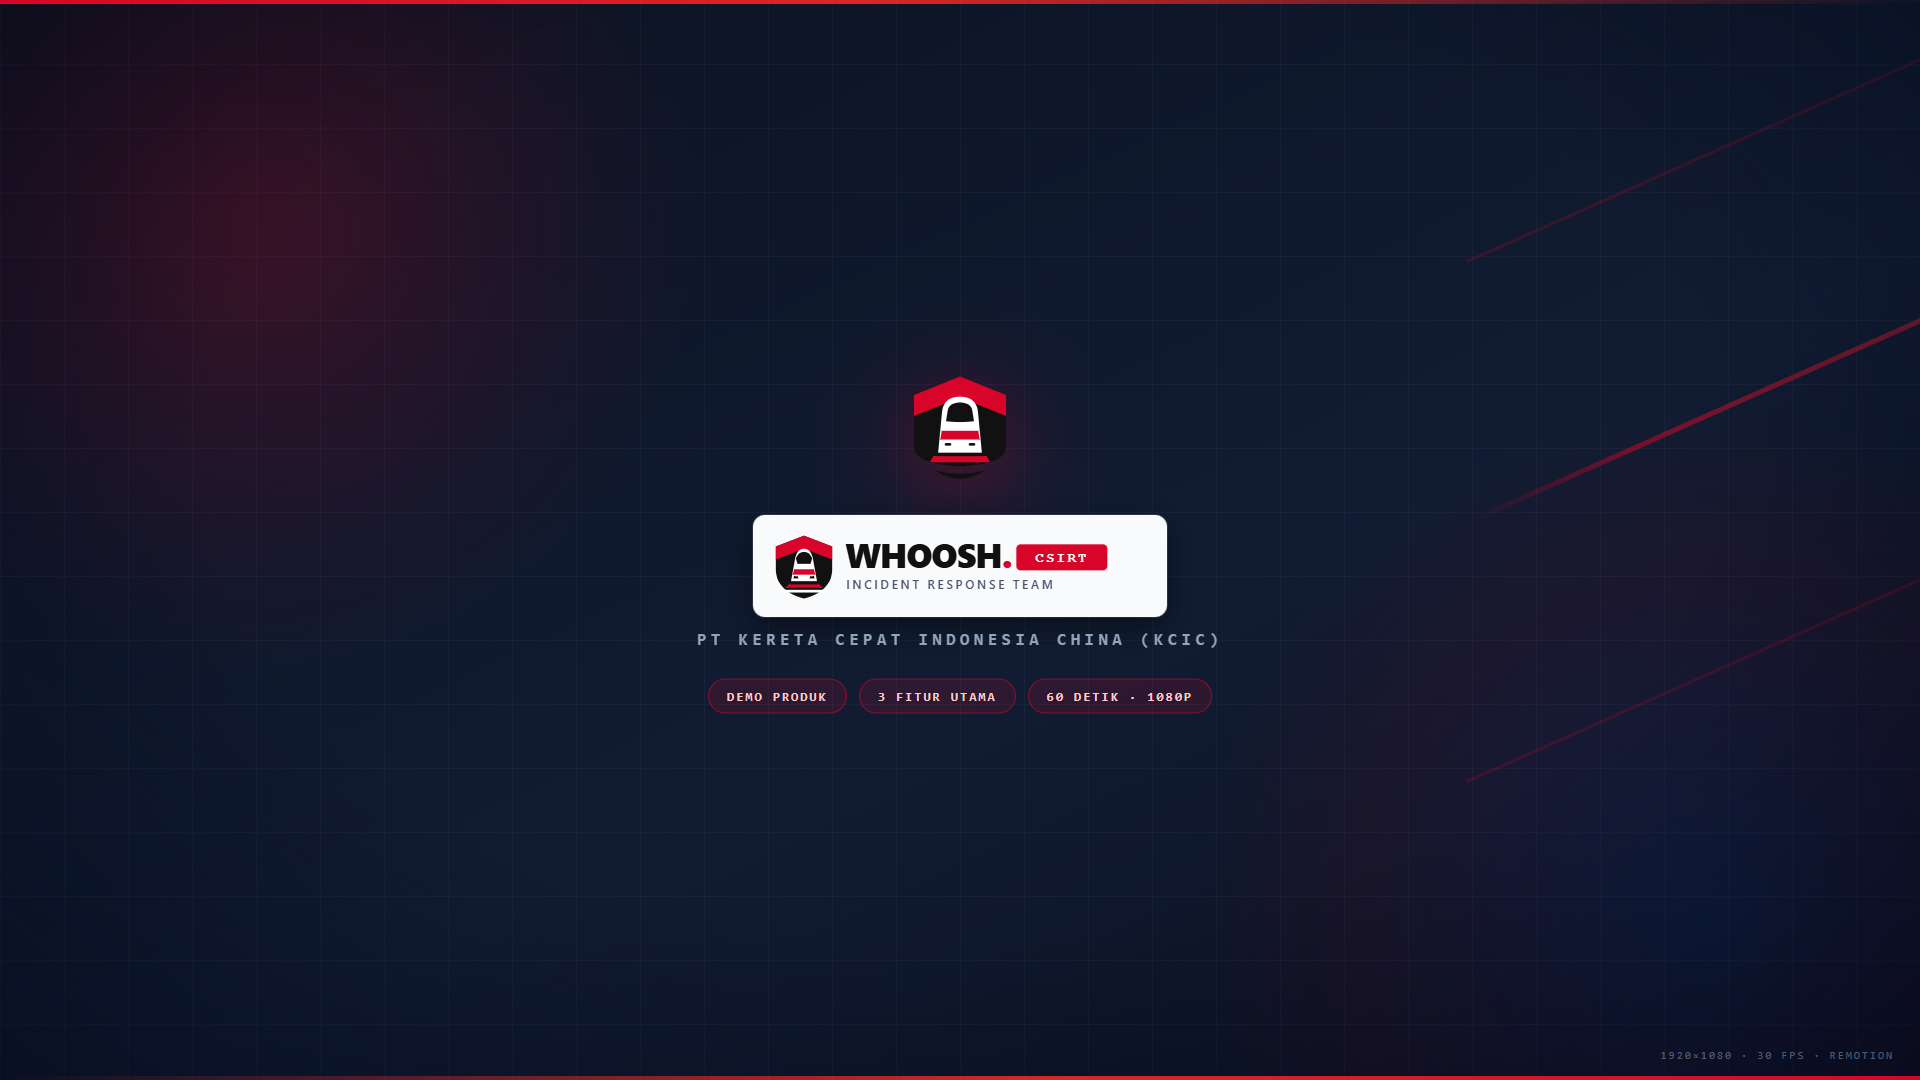 WHOOSH. CSIRT
INCIDENT RESPONSE TEAM
PT KERETA CEPAT INDONESIA CHINA (KCIC)
DEMO PRODUK 3 FITUR UTAMA 60 DETIK · 1080P
1920×1080 · 30 FPS · REMOTION